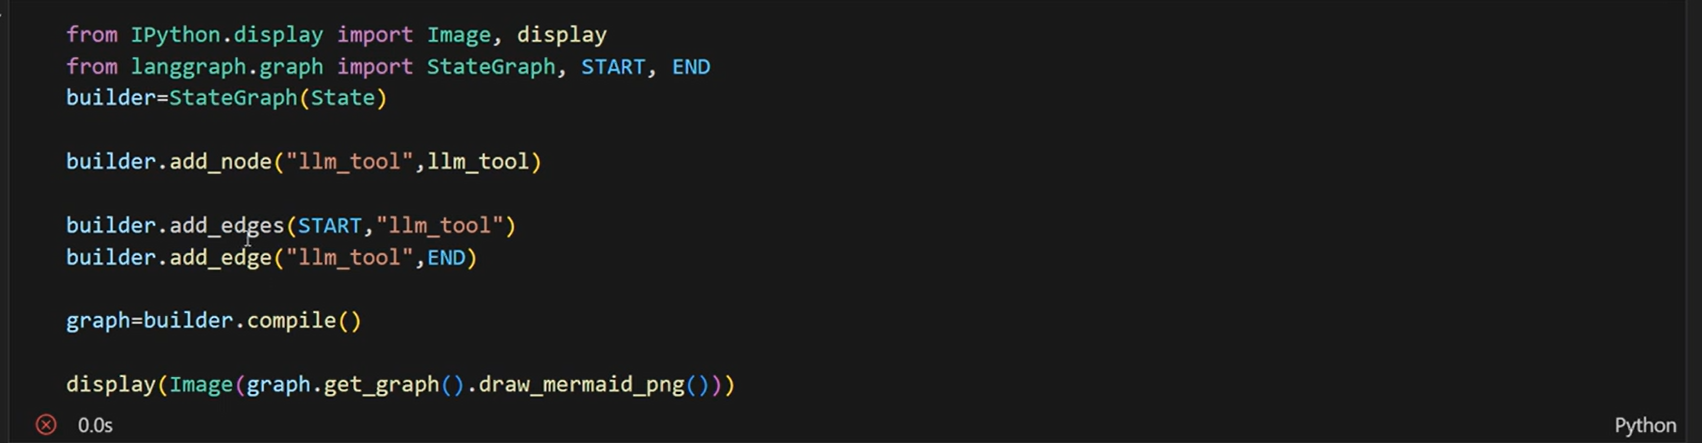 from IPython.display import Image, display
from langgraph.graph import StateGraph, START, END
builder=StateGraph(State)
builder.add_node("llm_tool",llm_tool)
builder.add_edges(START,"llm_tool")
builder.add_edge("llm_tool",END)
graph=builder.compile()
display(Image(graph.get_graph().draw_mermaid_png()))
0.0s
Python